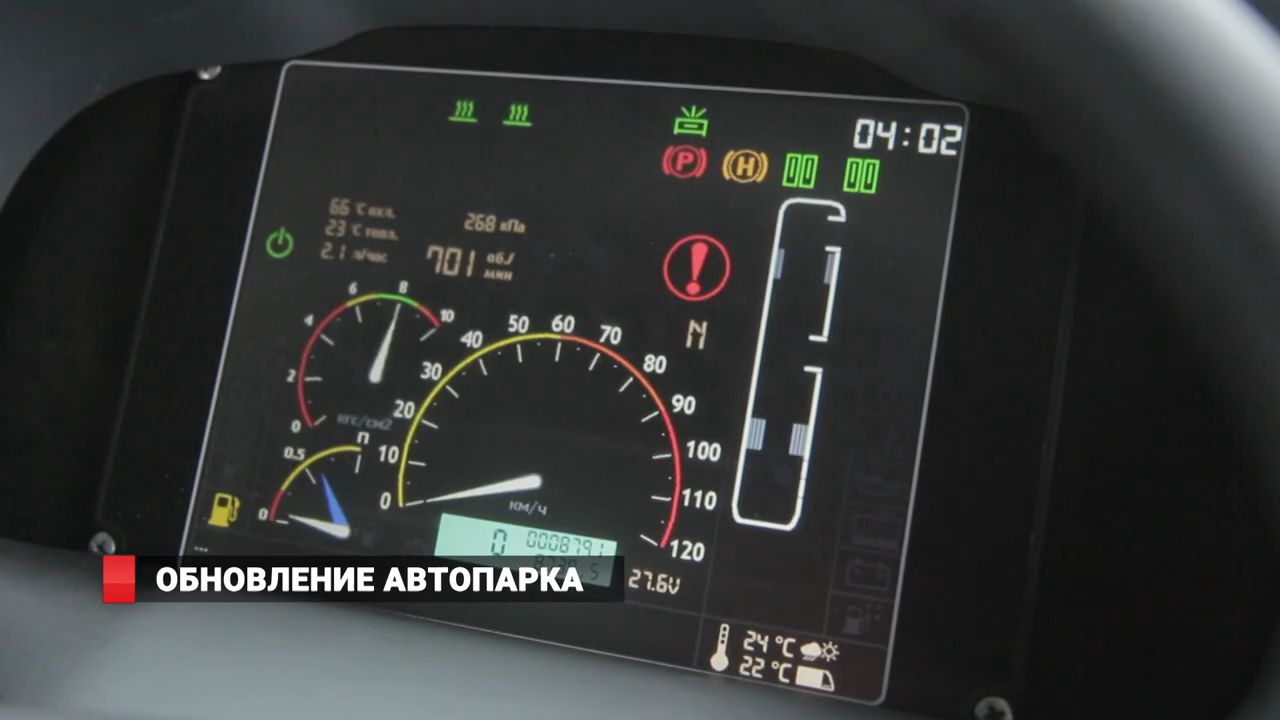 04:02
P
H
66 °C охл.
268 кПа
23 °C топл.
2.1 л/час
701 об/мин
!
N
0
2
4
6
8
10
кгс/см2
0
10
20
30
40
50
60
70
80
90
100
110
120
км/ч
0
0.5
П
0 0008791
27.6V
24 °C
22 °C
ОБНОВЛЕНИЕ АВТОПАРКА